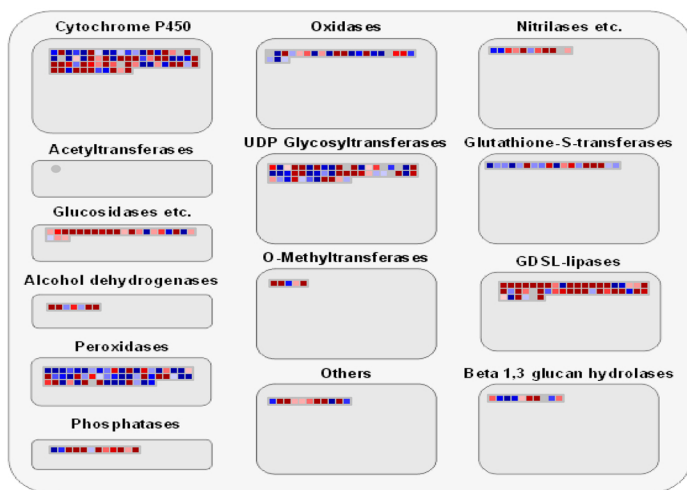 Cytochrome P450
Oxidases
Nitrilases etc.
Acetyltransferases
UDP Glycosyltransferases
Glutathione-S-transferases
Glucosidases etc.
O-Methyltransferases
GDSL-lipases
Alcohol dehydrogenases
Peroxidases
Others
Beta 1,3 glucan hydrolases
Phosphatases